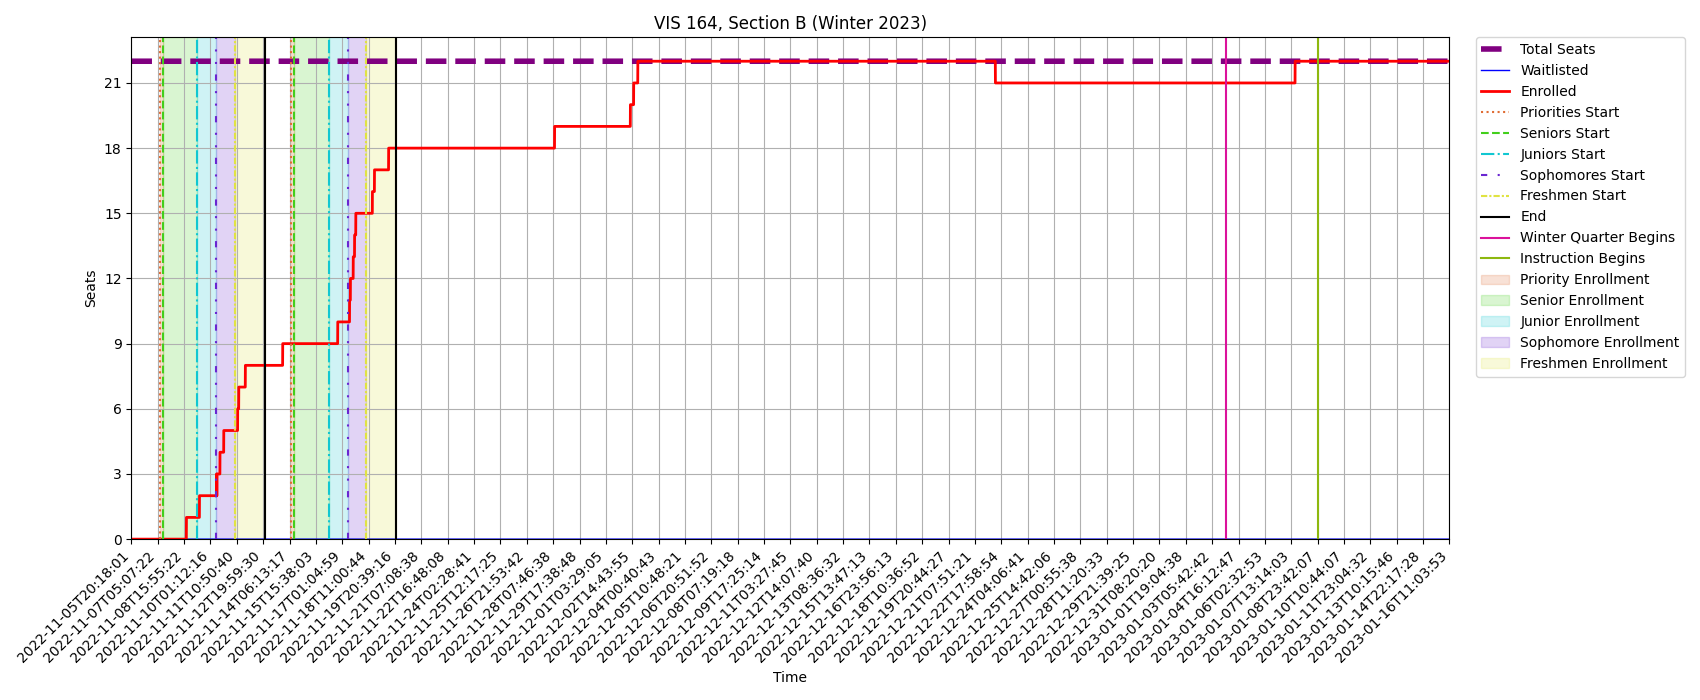 VIS 164, Section B (Winter 2023)
Seats
21
18
15
12
9
6
3
0
2022-11-05T20:18:01
2022-11-07T05:07:22
2022-11-08T15:55:22
2022-11-10T01:12:16
2022-11-11T10:50:40
2022-11-12T19:59:30
2022-11-14T06:13:17
2022-11-15T15:38:03
2022-11-17T01:04:59
2022-11-18T11:00:44
2022-11-19T20:39:16
2022-11-21T07:08:38
2022-11-22T16:48:08
2022-11-24T02:28:41
2022-11-25T12:17:25
2022-11-26T21:53:42
2022-11-28T07:46:38
2022-11-29T17:38:48
2022-12-01T03:29:05
2022-12-02T14:43:55
2022-12-04T00:40:43
2022-12-05T10:48:21
2022-12-06T20:51:52
2022-12-08T07:19:18
2022-12-09T17:25:14
2022-12-11T03:27:45
2022-12-12T14:07:40
2022-12-13T08:36:32
2022-12-15T13:47:13
2022-12-16T23:56:13
2022-12-18T10:36:52
2022-12-19T20:44:27
2022-12-21T07:51:21
2022-12-22T17:58:54
2022-12-24T04:06:41
2022-12-25T14:42:06
2022-12-27T00:55:38
2022-12-28T11:20:33
2022-12-29T21:39:25
2022-12-31T08:20:20
2023-01-01T19:04:38
2023-01-03T05:42:42
2023-01-04T16:12:47
2023-01-06T02:32:53
2023-01-07T13:14:03
2023-01-08T23:42:07
2023-01-10T10:44:07
2023-01-11T23:04:32
2023-01-13T10:15:46
2023-01-14T22:17:28
2023-01-16T11:03:53
Time
Total Seats
Waitlisted
Enrolled
Priorities Start
Seniors Start
Juniors Start
Sophomores Start
Freshmen Start
End
Winter Quarter Begins
Instruction Begins
Priority Enrollment
Senior Enrollment
Junior Enrollment
Sophomore Enrollment
Freshmen Enrollment